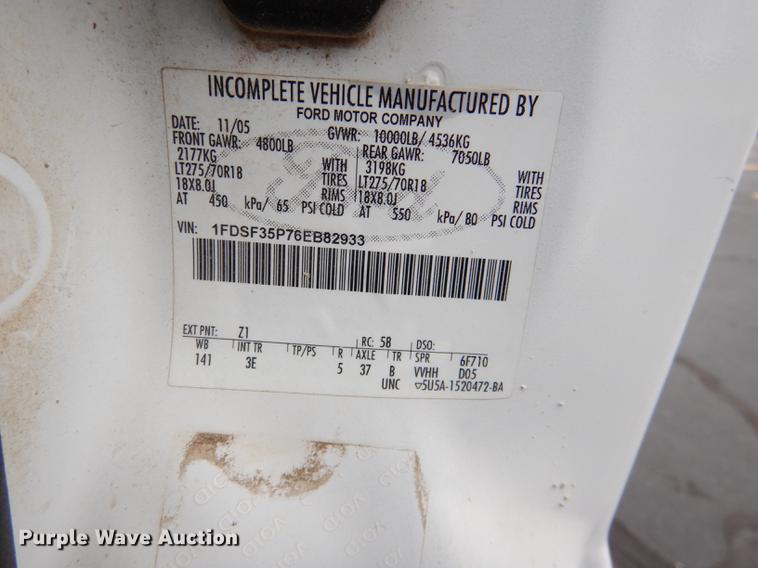 INCOMPLETE VEHICLE MANUFACTURED BY
FORD MOTOR COMPANY
DATE: 11/05 GVWR: 10000LB/ 4536KG
FRONT GAWR: 4800LB REAR GAWR: 7050LB
2177KG WITH 3198KG WITH
LT275/70R18 TIRES LT275/70R18 TIRES
18X8.0J RIMS 18X8.0J RIMS
AT 450 kPa/ 65 PSI COLD AT 550 kPa/ 80 PSI COLD
Ford
VIN: 1FDSF35P76EB82933
EXT PNT: Z1 RC: 58 DSO:
WB INT TR TP/PS R AXLE TR SPR 6F710
141 3E 5 37 B VVHH D05
UNC 5U5A-1520472-BA
VOID VOID VOID
Purple Wave Auction